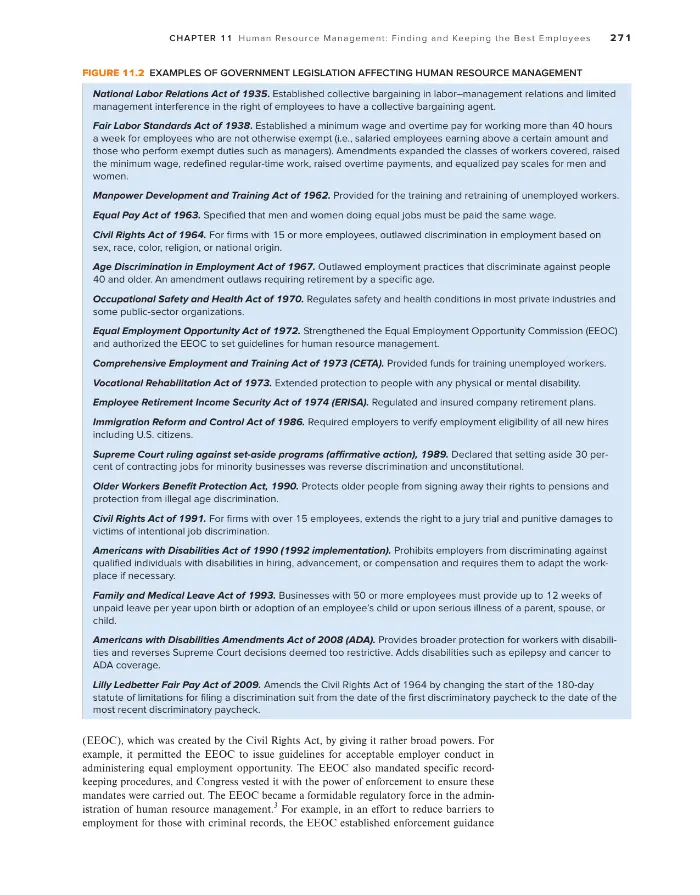 CHAPTER 11 Human Resource Management: Finding and Keeping the Best Employees 271
FIGURE 11.2 EXAMPLES OF GOVERNMENT LEGISLATION AFFECTING HUMAN RESOURCE MANAGEMENT
National Labor Relations Act of 1935. Established collective bargaining in labor–management relations and limited
management interference in the right of employees to have a collective bargaining agent.
Fair Labor Standards Act of 1938. Established a minimum wage and overtime pay for working more than 40 hours
a week for employees who are not otherwise exempt (i.e., salaried employees earning above a certain amount and
those who perform exempt duties such as managers). Amendments expanded the classes of workers covered, raised
the minimum wage, redefined regular-time work, raised overtime payments, and equalized pay scales for men and
women.
Manpower Development and Training Act of 1962. Provided for the training and retraining of unemployed workers.
Equal Pay Act of 1963. Specified that men and women doing equal jobs must be paid the same wage.
Civil Rights Act of 1964. For firms with 15 or more employees, outlawed discrimination in employment based on
sex, race, color, religion, or national origin.
Age Discrimination in Employment Act of 1967. Outlawed employment practices that discriminate against people
40 and older. An amendment outlaws requiring retirement by a specific age.
Occupational Safety and Health Act of 1970. Regulates safety and health conditions in most private industries and
some public-sector organizations.
Equal Employment Opportunity Act of 1972. Strengthened the Equal Employment Opportunity Commission (EEOC)
and authorized the EEOC to set guidelines for human resource management.
Comprehensive Employment and Training Act of 1973 (CETA). Provided funds for training unemployed workers.
Vocational Rehabilitation Act of 1973. Extended protection to people with any physical or mental disability.
Employee Retirement Income Security Act of 1974 (ERISA). Regulated and insured company retirement plans.
Immigration Reform and Control Act of 1986. Required employers to verify employment eligibility of all new hires
including U.S. citizens.
Supreme Court ruling against set-aside programs (affirmative action), 1989. Declared that setting aside 30 per-
cent of contracting jobs for minority businesses was reverse discrimination and unconstitutional.
Older Workers Benefit Protection Act, 1990. Protects older people from signing away their rights to pensions and
protection from illegal age discrimination.
Civil Rights Act of 1991. For firms with over 15 employees, extends the right to a jury trial and punitive damages to
victims of intentional job discrimination.
Americans with Disabilities Act of 1990 (1992 implementation). Prohibits employers from discriminating against
qualified individuals with disabilities in hiring, advancement, or compensation and requires them to adapt the work-
place if necessary.
Family and Medical Leave Act of 1993. Businesses with 50 or more employees must provide up to 12 weeks of
unpaid leave per year upon birth or adoption of an employee's child or upon serious illness of a parent, spouse, or
child.
Americans with Disabilities Amendments Act of 2008 (ADA). Provides broader protection for workers with disabili-
ties and reverses Supreme Court decisions deemed too restrictive. Adds disabilities such as epilepsy and cancer to
ADA coverage.
Lilly Ledbetter Fair Pay Act of 2009. Amends the Civil Rights Act of 1964 by changing the start of the 180-day
statute of limitations for filing a discrimination suit from the date of the first discriminatory paycheck to the date of the
most recent discriminatory paycheck.
(EEOC), which was created by the Civil Rights Act, by giving it rather broad powers. For
example, it permitted the EEOC to issue guidelines for acceptable employer conduct in
administering equal employment opportunity. The EEOC also mandated specific record-
keeping procedures, and Congress vested it with the power of enforcement to ensure these
mandates were carried out. The EEOC became a formidable regulatory force in the admin-
istration of human resource management.3 For example, in an effort to reduce barriers to
employment for those with criminal records, the EEOC established enforcement guidance